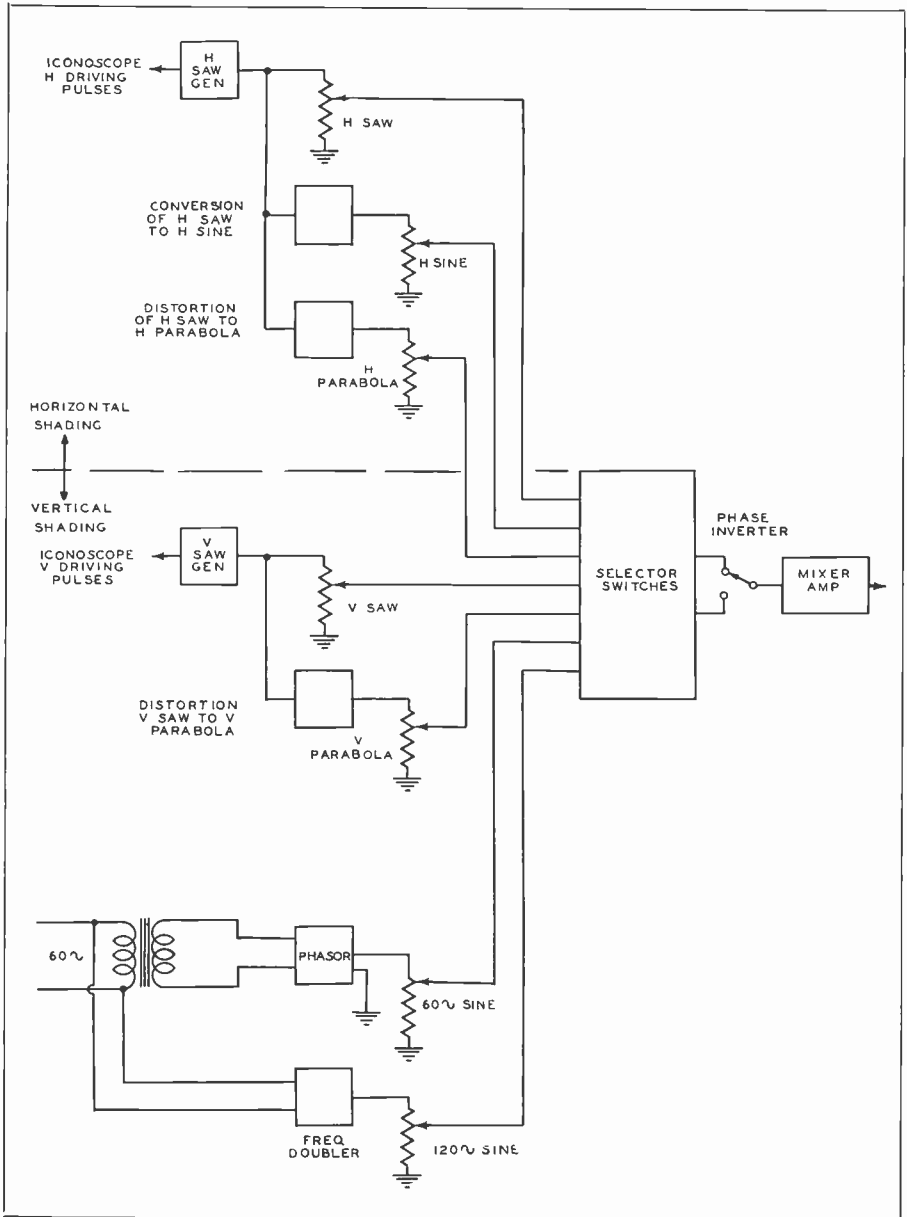 ICONOSCOPE
H DRIVING
PULSES
H
SAW
GEN
H SAW
CONVERSION
OF H SAW
TO H SINE
H SINE
DISTORTION
OF H SAW TO
H PARABOLA
H
PARABOLA
HORIZONTAL
SHADING
VERTICAL
SHADING
ICONOSCOPE
V DRIVING
PULSES
V
SAW
GEN
V SAW
DISTORTION
V SAW TO V
PARABOLA
V
PARABOLA
SELECTOR
SWITCHES
PHASE
INVERTER
MIXER
AMP
60~
PHASOR
60~ SINE
FREQ
DOUBLER
120~ SINE